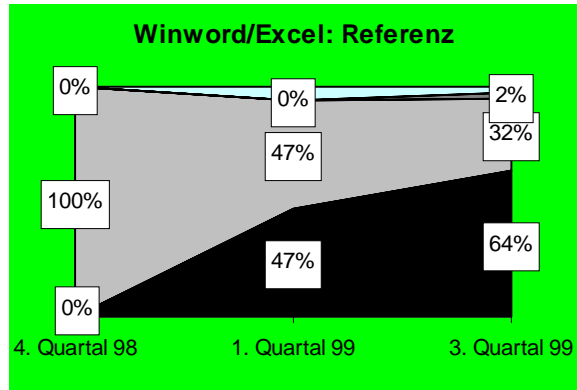 Winword/Excel: Referenz
0%
0%
2%
32%
47%
100%
64%
47%
0%
4. Quartal 98
1. Quartal 99
3. Quartal 99